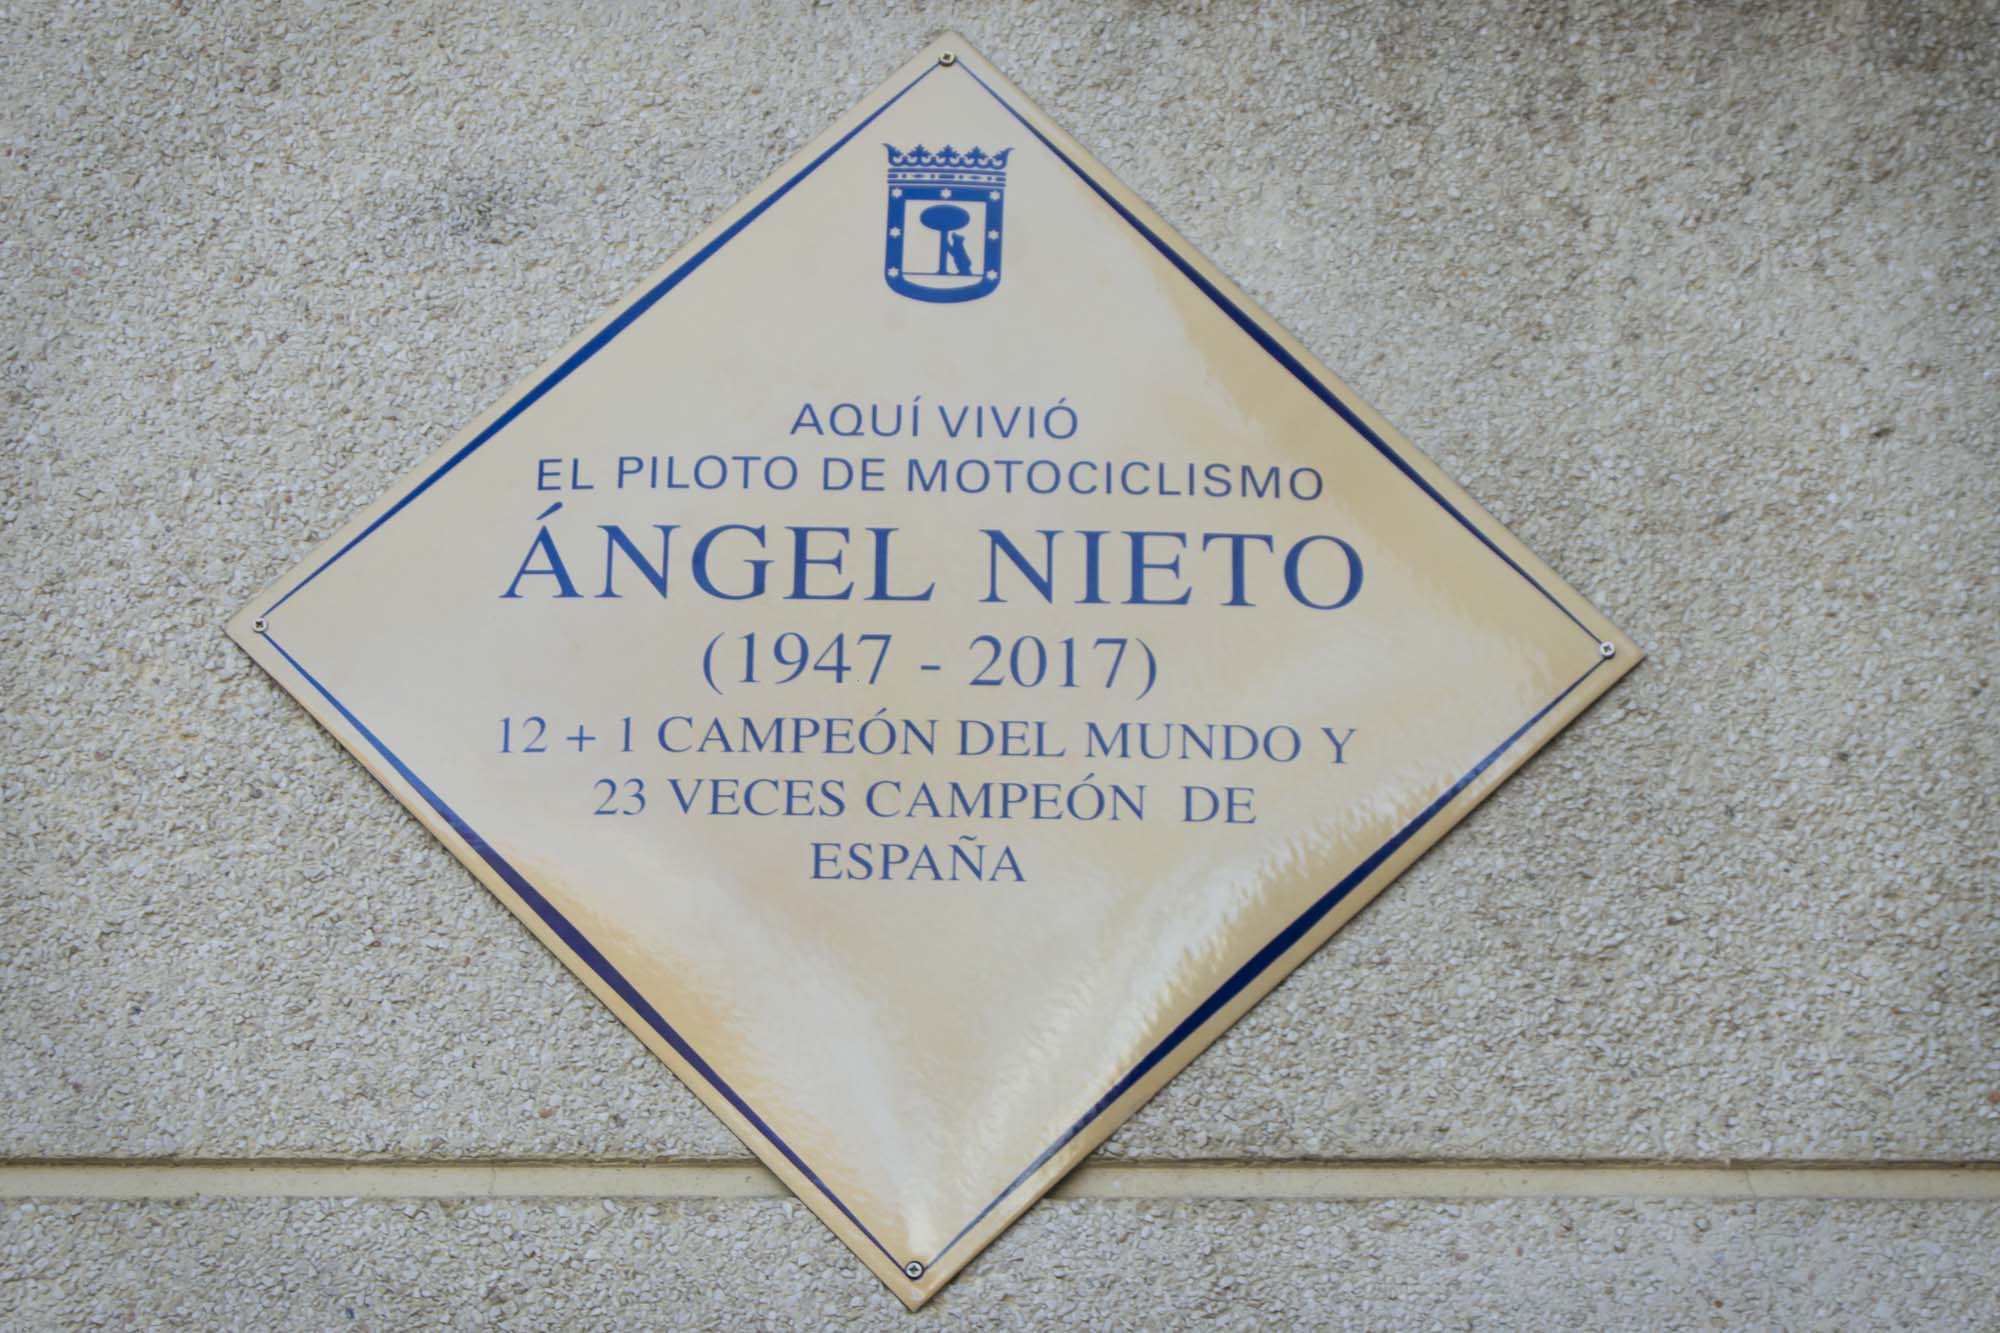 AQUÍ VIVIÓ
EL PILOTO DE MOTOCICLISMO
ÁNGEL NIETO
(1947 - 2017)
12 + 1 CAMPEÓN DEL MUNDO Y
23 VECES CAMPEÓN DE
ESPAÑA